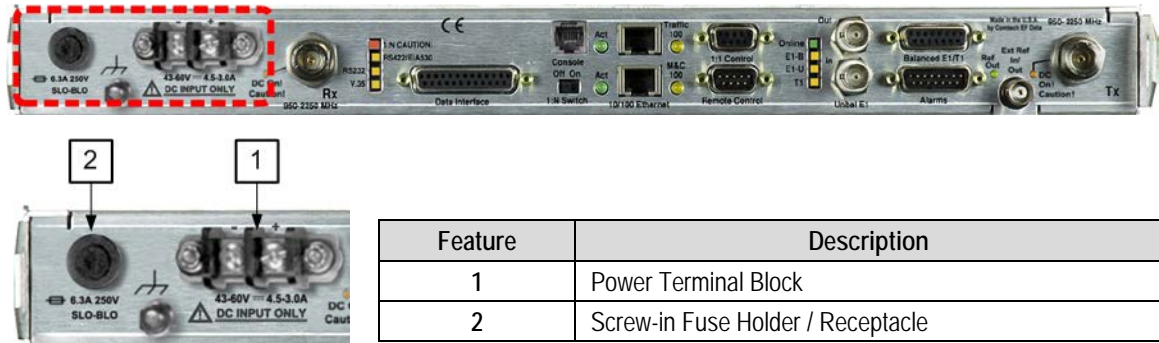 Made in the U.S.A.
by Comtech EF Data
950-2250 MHz
Out
Traffic
100
Act
1:N CAUTION
RS422/EIA530
RS232
V.35
Console
Off On
1:N Switch
Act
M&C
100
10/100 Ethernet
Data Interface
1:1 Control
Remote Control
Online
E1-B
E1-U
T1
In
Unbal E1
Balanced E1/T1
Alarms
Ref
Out
Ext Ref
In/
Out
DC
On!
Caution!
Tx
6.3A 250V
SLO-BLO
- +
43-60V 4.5-3.0A
DC INPUT ONLY
DC On!
Caution!
Rx
950-2250 MHz
2
1
- +
6.3A 250V
SLO-BLO
43-60V 4.5-3.0A
DC INPUT ONLY
DC
Caut
Feature Description
1 Power Terminal Block
2 Screw-in Fuse Holder / Receptacle